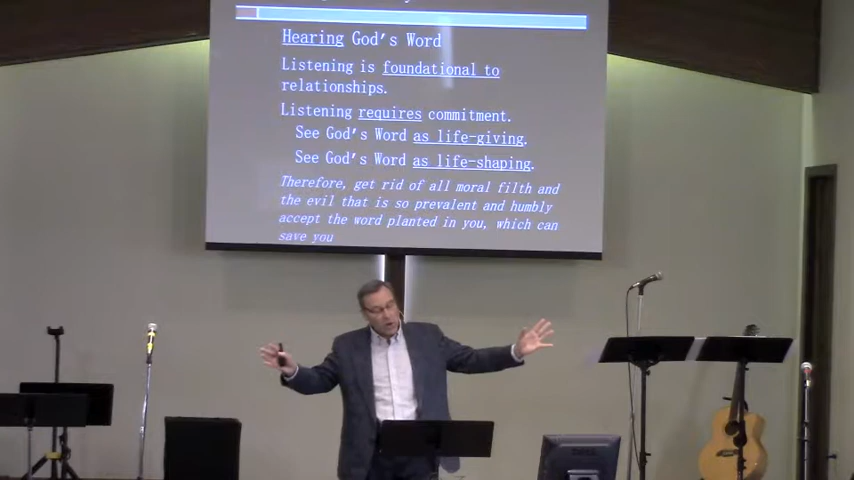 Hearing God's Word
Listening is foundational to
relationships.
Listening requires commitment.
See God's Word as life-giving.
See God's Word as life-shaping.
Therefore, get rid of all moral filth and
the evil that is so prevalent and humbly
accept the word planted in you, which can
save you